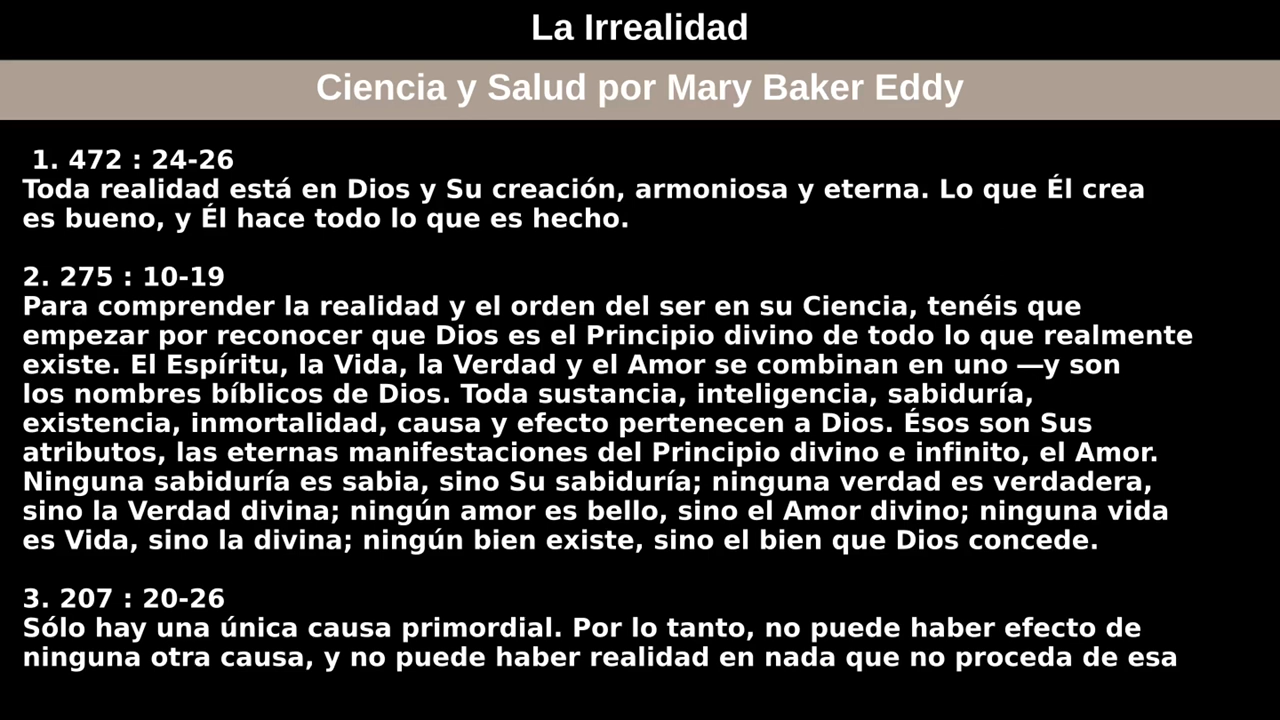 La Irrealidad
Ciencia y Salud por Mary Baker Eddy
1. 472 : 24-26
Toda realidad está en Dios y Su creación, armoniosa y eterna. Lo que Él crea
es bueno, y Él hace todo lo que es hecho.
2. 275 : 10-19
Para comprender la realidad y el orden del ser en su Ciencia, tenéis que
empezar por reconocer que Dios es el Principio divino de todo lo que realmente
existe. El Espíritu, la Vida, la Verdad y el Amor se combinan en uno —y son
los nombres bíblicos de Dios. Toda sustancia, inteligencia, sabiduría,
existencia, inmortalidad, causa y efecto pertenecen a Dios. Ésos son Sus
atributos, las eternas manifestaciones del Principio divino e infinito, el Amor.
Ninguna sabiduría es sabia, sino Su sabiduría; ninguna verdad es verdadera,
sino la Verdad divina; ningún amor es bello, sino el Amor divino; ninguna vida
es Vida, sino la divina; ningún bien existe, sino el bien que Dios concede.
3. 207 : 20-26
Sólo hay una única causa primordial. Por lo tanto, no puede haber efecto de
ninguna otra causa, y no puede haber realidad en nada que no proceda de esa